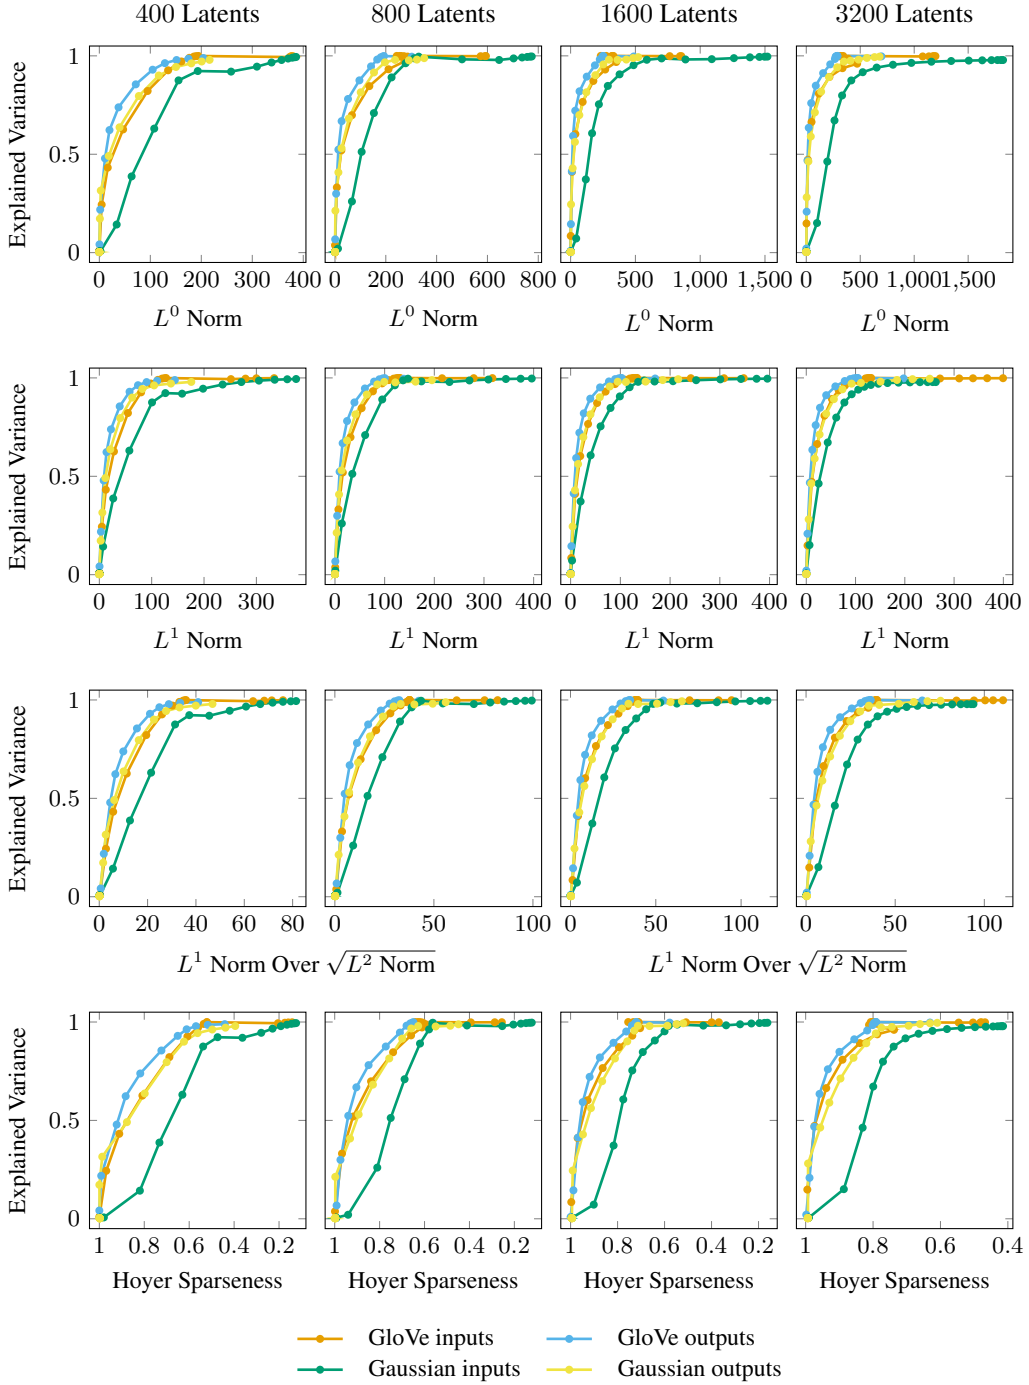 400 Latents 800 Latents 1600 Latents 3200 Latents
Explained Variance
1
0.5
0
0 100 200 300 400
0 200 400 600 800
0 500 1,000 1,500
0 500 1,000 1,500
L⁰ Norm L⁰ Norm L⁰ Norm L⁰ Norm
Explained Variance
1
0.5
0
0 100 200 300
0 100 200 300 400
0 100 200 300 400
0 100 200 300 400
L¹ Norm L¹ Norm L¹ Norm L¹ Norm
Explained Variance
1
0.5
0
0 20 40 60 80
0 50 100
0 50 100
0 50 100
L¹ Norm Over √L² Norm L¹ Norm Over √L² Norm
Explained Variance
1
0.5
0
1 0.8 0.6 0.4 0.2
1 0.8 0.6 0.4 0.2
1 0.8 0.6 0.4 0.2
1 0.8 0.6 0.4
Hoyer Sparseness Hoyer Sparseness Hoyer Sparseness Hoyer Sparseness
GloVe inputs GloVe outputs
Gaussian inputs Gaussian outputs